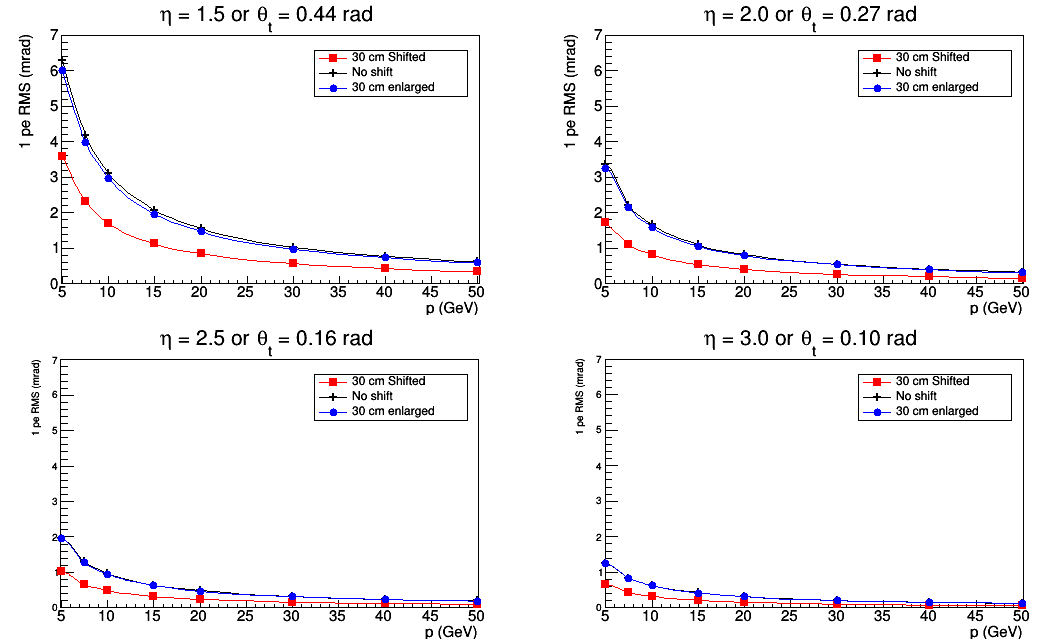 η = 1.5 or θt = 0.44 rad
1 pe RMS (mrad)
7
6
5
4
3
2
1
0
30 cm Shifted
No shift
30 cm enlarged
5 10 15 20 25 30 35 40 45 50
p (GeV)
η = 2.0 or θt = 0.27 rad
1 pe RMS (mrad)
7
6
5
4
3
2
1
0
30 cm Shifted
No shift
30 cm enlarged
5 10 15 20 25 30 35 40 45 50
p (GeV)
η = 2.5 or θt = 0.16 rad
1 pe RMS (mrad)
7
6
5
4
3
2
1
0
30 cm Shifted
No shift
30 cm enlarged
5 10 15 20 25 30 35 40 45 50
p (GeV)
η = 3.0 or θt = 0.10 rad
1 pe RMS (mrad)
7
6
5
4
3
2
1
0
30 cm Shifted
No shift
30 cm enlarged
5 10 15 20 25 30 35 40 45 50
p (GeV)